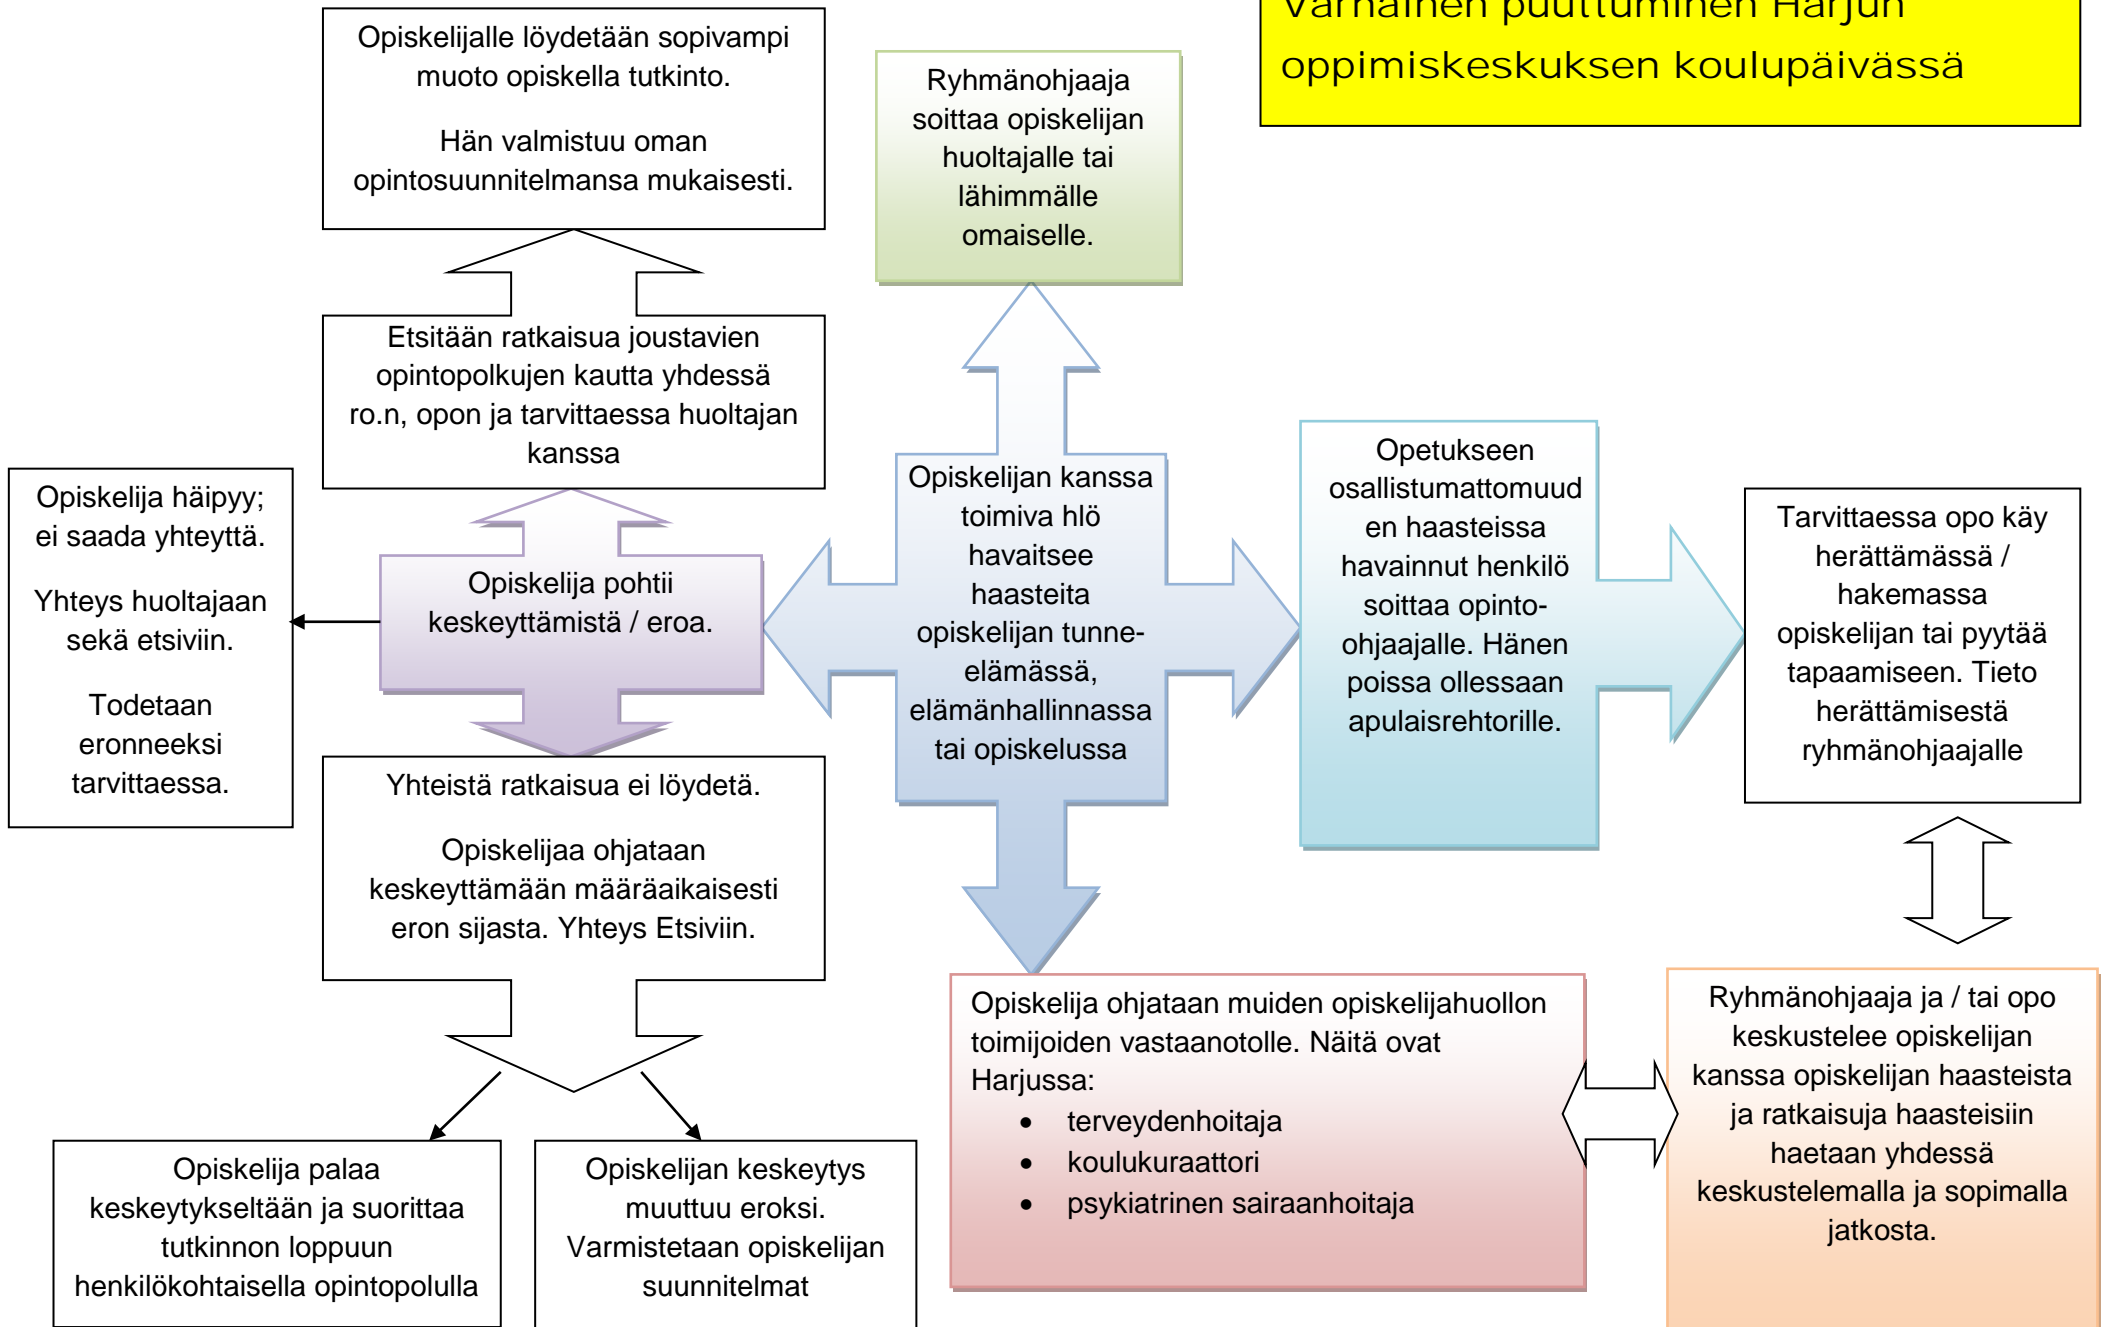 Varhainen puuttuminen Harjun
oppimiskeskuksen koulupäivässä
Opiskelijalle löydetään sopivampi
muoto opiskella tutkinto.
Hän valmistuu oman
opintosuunnitelmansa mukaisesti.
Ryhmänohjaaja
soittaa opiskelijan
huoltajalle tai
lähimmälle
omaiselle.
Etsitään ratkaisua joustavien
opintopolkujen kautta yhdessä
ro.n, opon ja tarvittaessa huoltajan
kanssa
Opiskelija häipyy;
ei saada yhteyttä.
Yhteys huoltajaan
sekä etsiviin.
Todetaan
eronneeksi
tarvittaessa.
Opiskelija pohtii
keskeyttämistä / eroa.
Opiskelijan kanssa
toimiva hlö
havaitsee
haasteita
opiskelijan tunne-
elämässä,
elämänhallinnassa
tai opiskelussa
Opetukseen
osallistumattomuud
en haasteissa
havainnut henkilö
soittaa opinto-
ohjaajalle. Hänen
poissa ollessaan
apulaisrehtorille.
Tarvittaessa opo käy
herättämässä /
hakemassa
opiskelijan tai pyytää
tapaamiseen. Tieto
herättämisestä
ryhmänohjaajalle
Yhteistä ratkaisua ei löydetä.
Opiskelijaa ohjataan
keskeyttämään määräaikaisesti
eron sijasta. Yhteys Etsiviin.
Opiskelija ohjataan muiden opiskelijahuollon
toimijoiden vastaanotolle. Näitä ovat
Harjussa:
• terveydenhoitaja
• koulukuraattori
• psykiatrinen sairaanhoitaja
Ryhmänohjaaja ja / tai opo
keskustelee opiskelijan
kanssa opiskelijan haasteista
ja ratkaisuja haasteisiin
haetaan yhdessä
keskustelemalla ja sopimalla
jatkosta.
Opiskelija palaa
keskeytykseltään ja suorittaa
tutkinnon loppuun
henkilökohtaisella opintopolulla
Opiskelijan keskeytys
muuttuu eroksi.
Varmistetaan opiskelijan
suunnitelmat